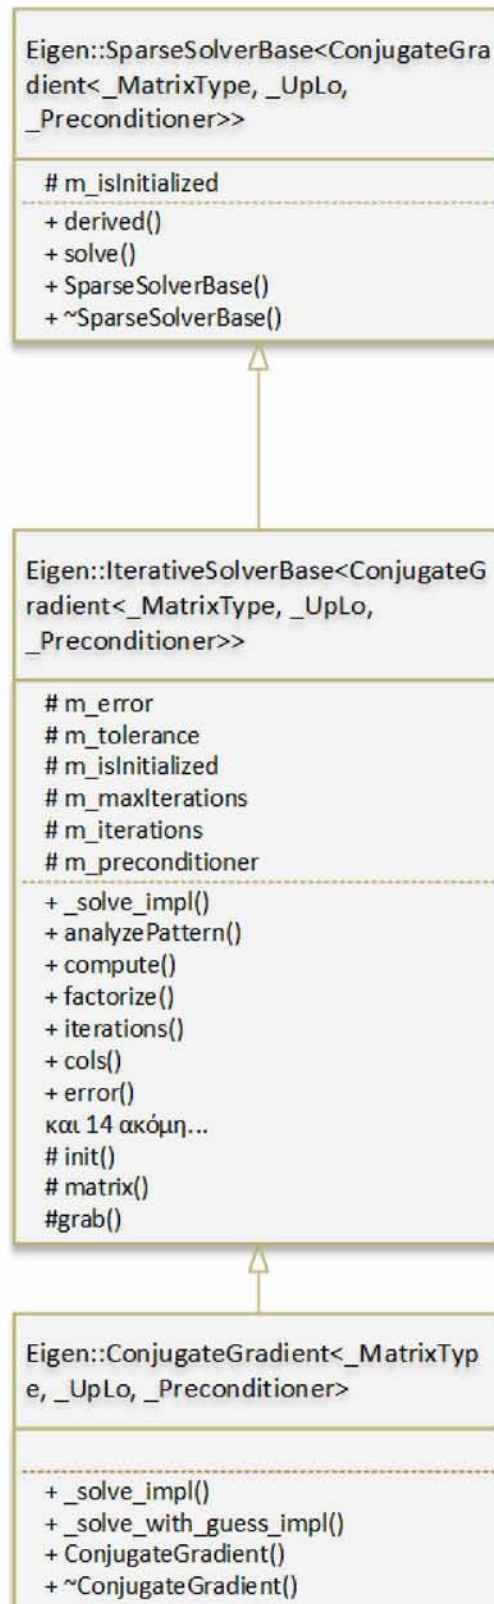 Eigen::SparseSolverBase<ConjugateGra
dient<_MatrixType, _UpLo,
_Preconditioner>>
# m_isInitialized
+ derived()
+ solve()
+ SparseSolverBase()
+ ~SparseSolverBase()
Eigen::IterativeSolverBase<ConjugateG
radient<_MatrixType, _UpLo,
_Preconditioner>>
# m_error
# m_tolerance
# m_isInitialized
# m_maxIterations
# m_iterations
# m_preconditioner
+ _solve_impl()
+ analyzePattern()
+ compute()
+ factorize()
+ iterations()
+ cols()
+ error()
και 14 ακόμη...
# init()
# matrix()
#grab()
Eigen::ConjugateGradient<_MatrixTyp
e, _UpLo, _Preconditioner>
+ _solve_impl()
+ _solve_with_guess_impl()
+ ConjugateGradient()
+ ~ConjugateGradient()